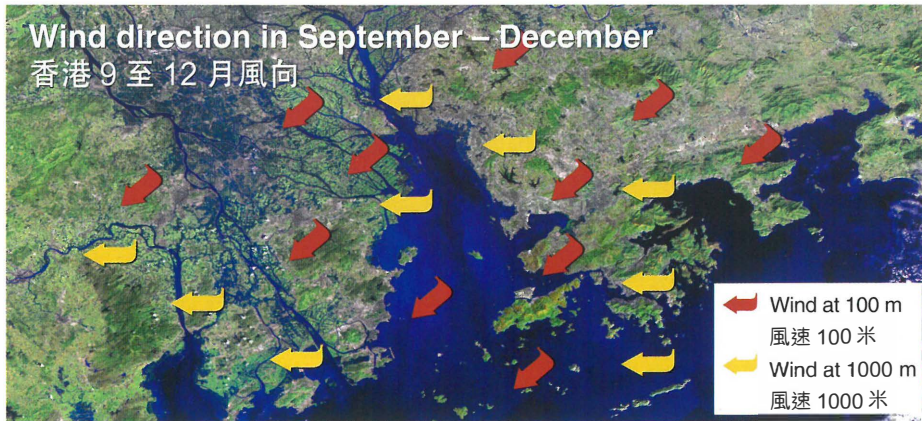 Wind direction in September – December
香港 9 至 12 月風向
Wind at 100 m
風速 100 米
Wind at 1000 m
風速 1000 米